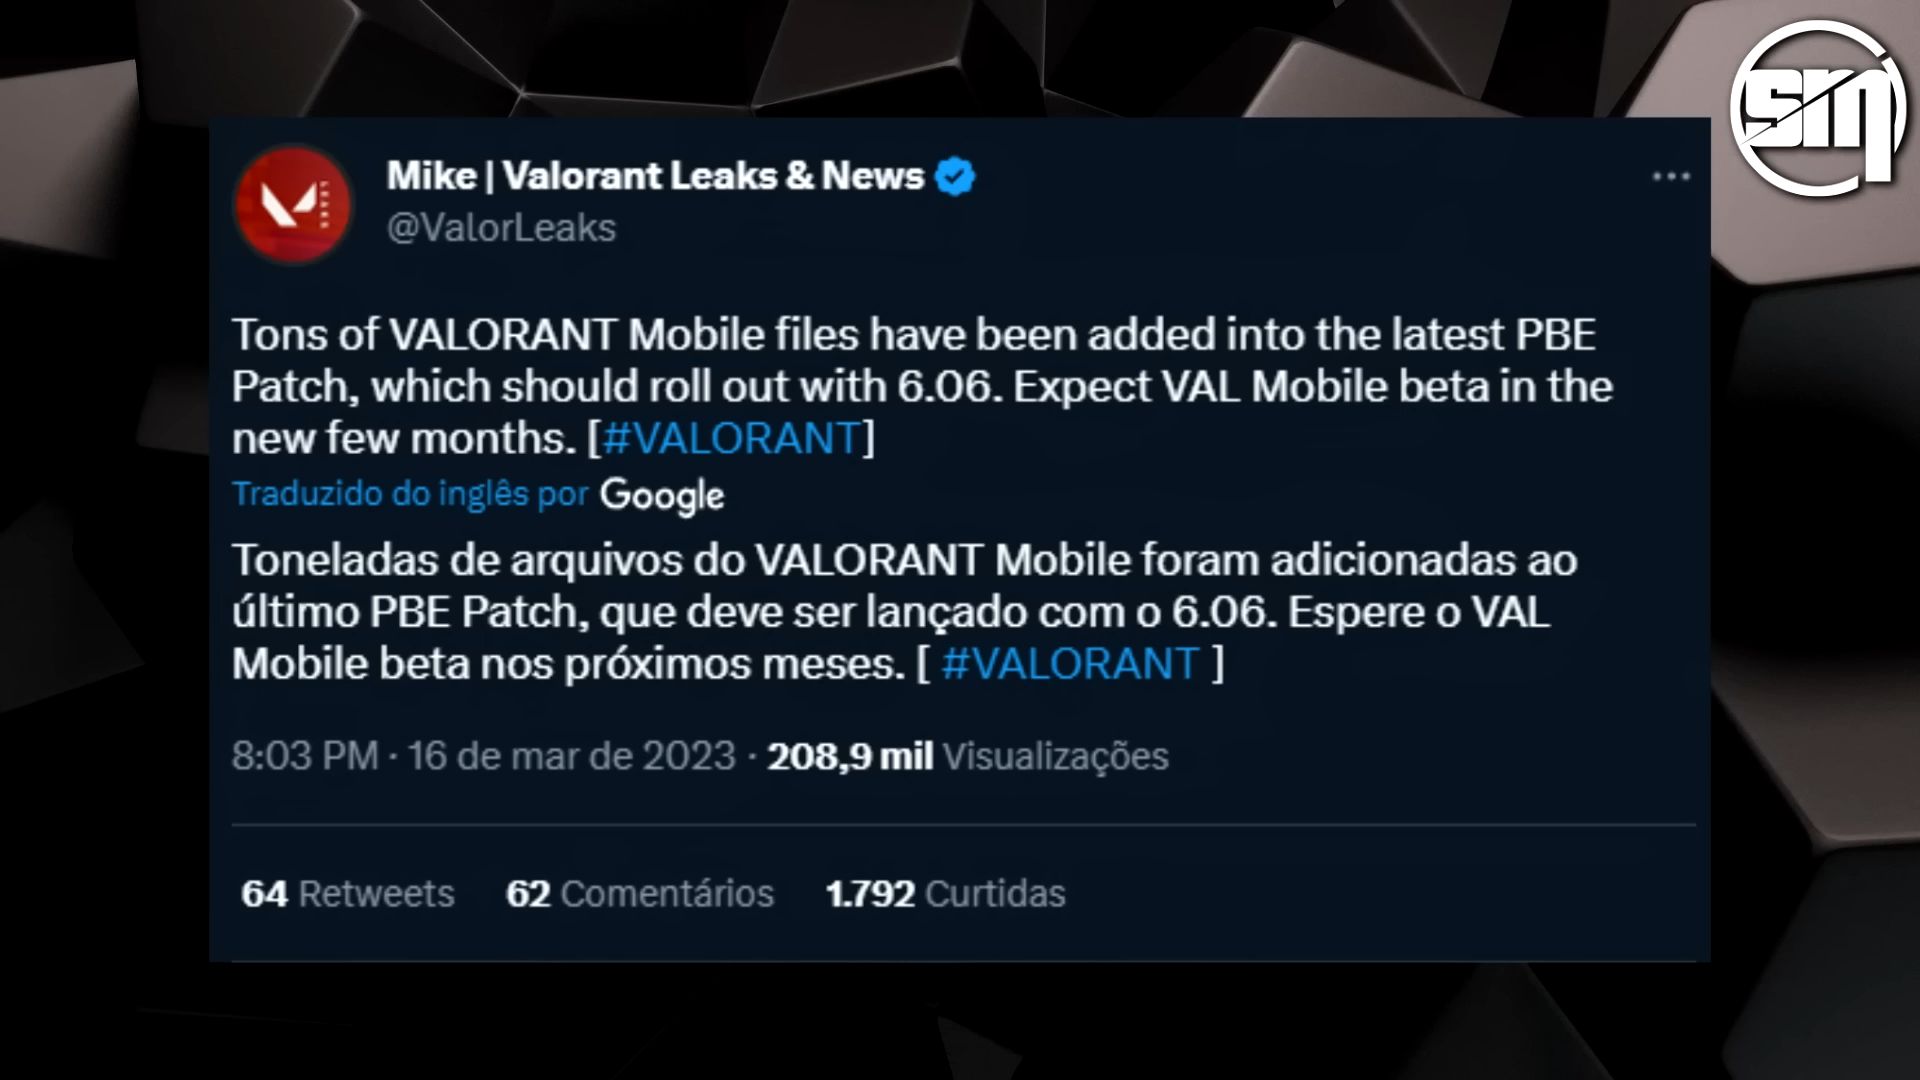 SM
Mike | Valorant Leaks & News
@ValorLeaks
Tons of VALORANT Mobile files have been added into the latest PBE
Patch, which should roll out with 6.06. Expect VAL Mobile beta in the
new few months. [#VALORANT]
Traduzido do inglês por Google
Toneladas de arquivos do VALORANT Mobile foram adicionadas ao
último PBE Patch, que deve ser lançado com o 6.06. Espere o VAL
Mobile beta nos próximos meses. [ #VALORANT ]
8:03 PM · 16 de mar de 2023 · 208,9 mil Visualizações
64 Retweets 62 Comentários 1.792 Curtidas